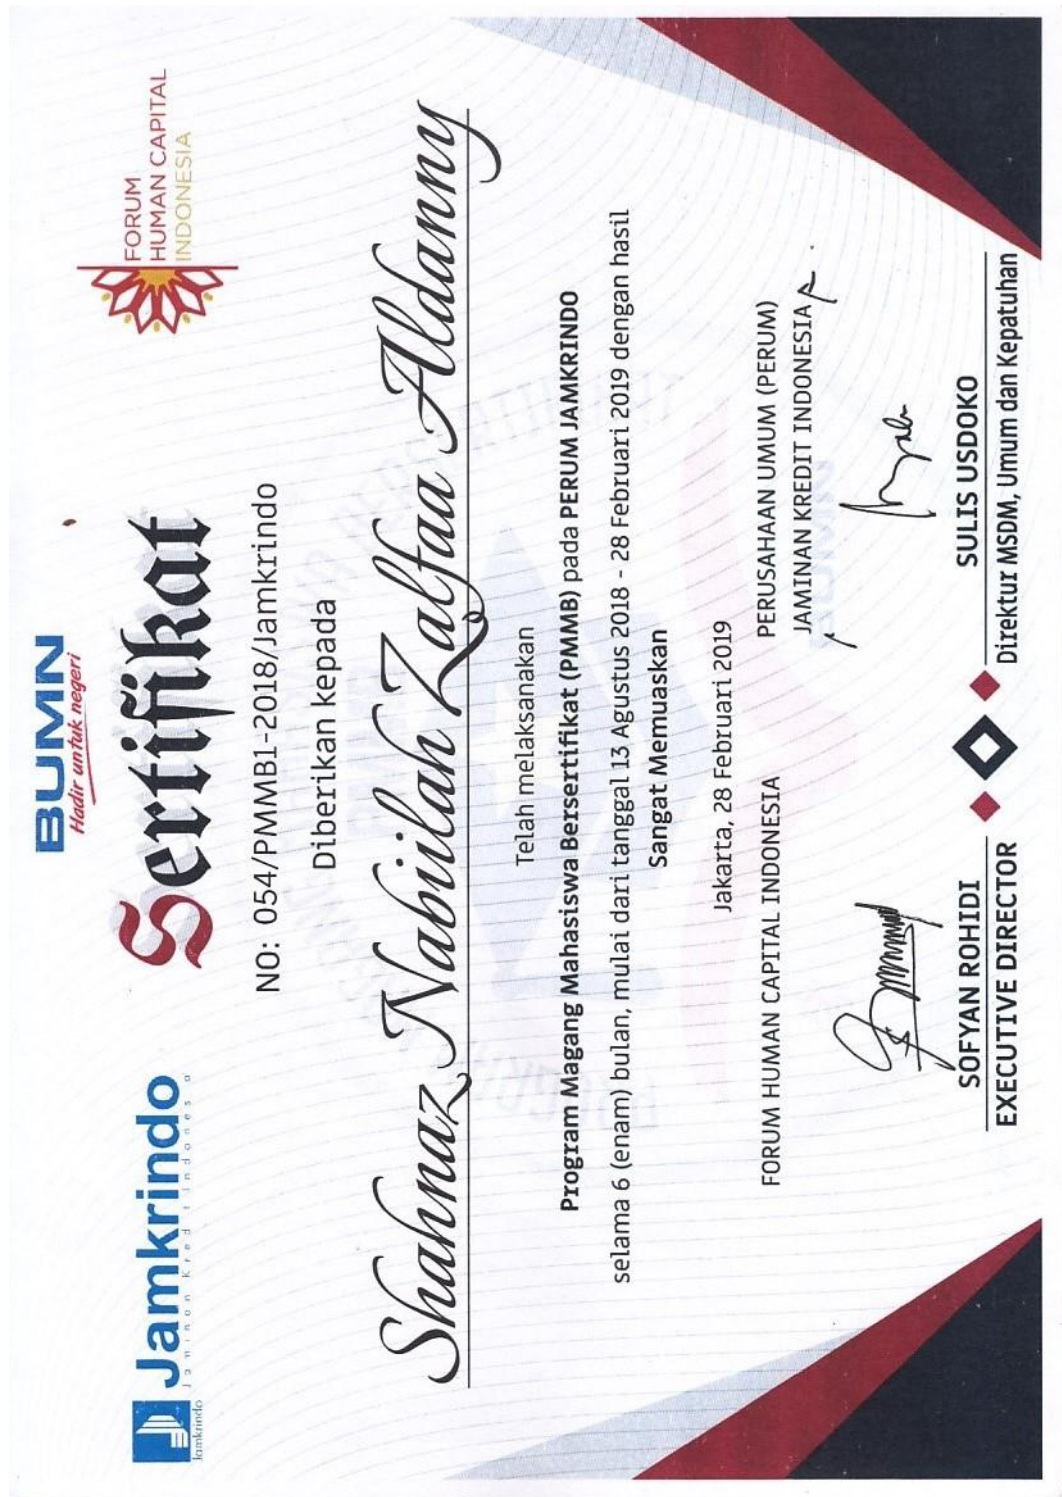 BUMN
Hadir untuk negeri
Jamkrindo
Jaminan Kredit Indonesia
Jamkrindo
FORUM
HUMAN CAPITAL
INDONESIA
Sertifikat
NO: 054/PMMB1-2018/Jamkrindo
Diberikan kepada
Shahnaz Nabiilah Zalfaa Aldanny
Telah melaksanakan
Program Magang Mahasiswa Bersertifikat (PMMB) pada PERUM JAMKRINDO
selama 6 (enam) bulan, mulai dari tanggal 13 Agustus 2018 - 28 Februari 2019 dengan hasil
Sangat Memuaskan
Jakarta, 28 Februari 2019
FORUM HUMAN CAPITAL INDONESIA
SOFYAN ROHIDI
EXECUTIVE DIRECTOR
PERUSAHAAN UMUM (PERUM)
JAMINAN KREDIT INDONESIA
SULIS USDOKO
Direktur MSDM, Umum dan Kepatuhan